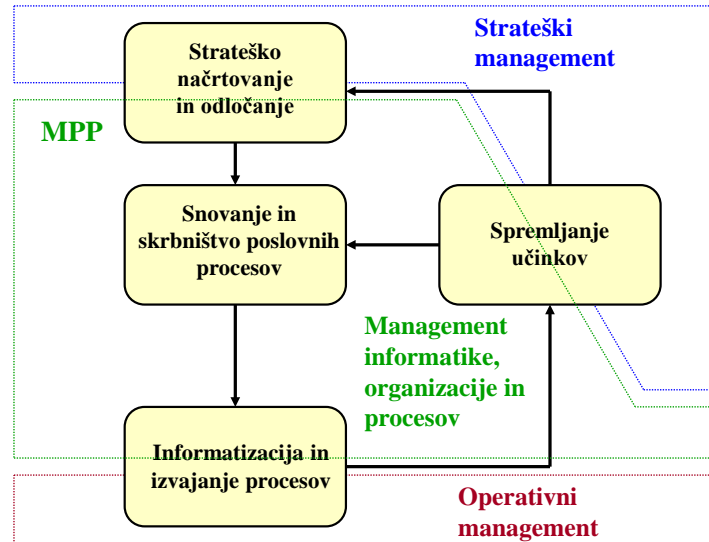 Strateški
management
Strateško
načrtovanje
in odločanje
MPP
Snovanje in
skrbništvo poslovnih
procesov
Spremljanje
učinkov
Management
informatike,
organizacije in
procesov
Informatizacija in
izvajanje procesov
Operativni
management